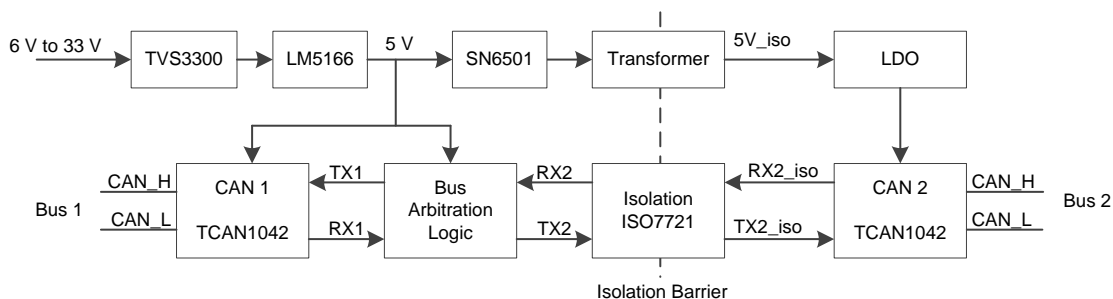 6 V to 33 V
TVS3300
LM5166
5 V
SN6501
Transformer
5V_iso
LDO
Bus 1
CAN_H
CAN_L
CAN 1
TCAN1042
TX1
RX1
Bus
Arbitration
Logic
RX2
TX2
Isolation
ISO7721
RX2_iso
TX2_iso
CAN 2
TCAN1042
CAN_H
CAN_L
Bus 2
Isolation Barrier